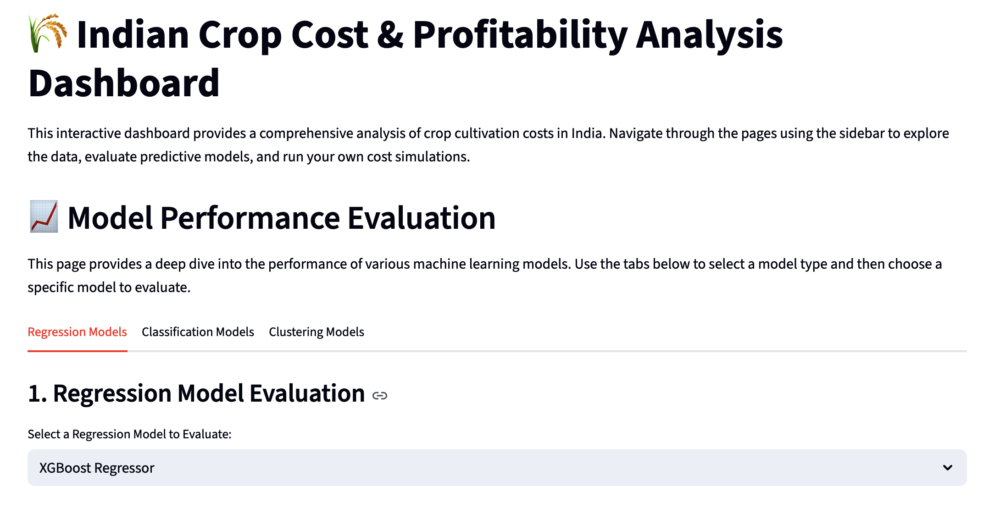 Indian Crop Cost & Profitability Analysis
Dashboard
This interactive dashboard provides a comprehensive analysis of crop cultivation costs in India. Navigate through the pages using the sidebar to explore
the data, evaluate predictive models, and run your own cost simulations.
Model Performance Evaluation
This page provides a deep dive into the performance of various machine learning models. Use the tabs below to select a model type and then choose a
specific model to evaluate.
Regression Models Classification Models Clustering Models
1. Regression Model Evaluation
Select a Regression Model to Evaluate:
XGBoost Regressor